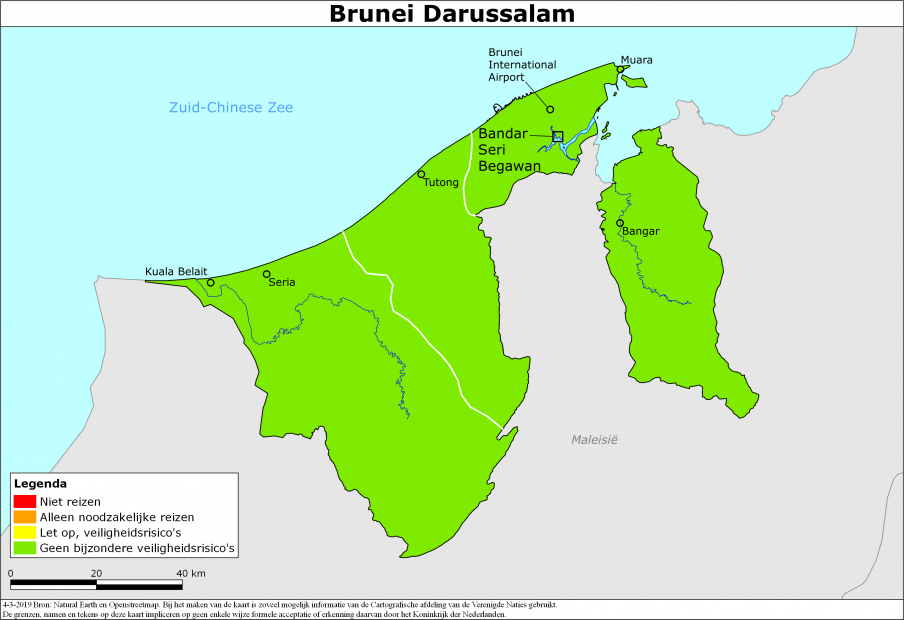 Brunei Darussalam
Brunei
International
Airport
Muara
Zuid-Chinese Zee
Bandar
Seri
Begawan
Tutong
Bangar
Kuala Belait
Seria
Maleisië
Legenda
Niet reizen
Alleen noodzakelijke reizen
Let op, veiligheidsrisico's
Geen bijzondere veiligheidsrisico's
0 20 40 km
4-3-2019 Bron: Natural Earth en Openstreetmap. Bij het maken van de kaart is zoveel mogelijk informatie van de Cartografische afdeling van de Verenigde Naties gebruikt.
De grenzen, namen en tekens op deze kaart impliceren op geen enkele wijze formele acceptatie of erkenning daarvan door het Koninkrijk der Nederlanden.